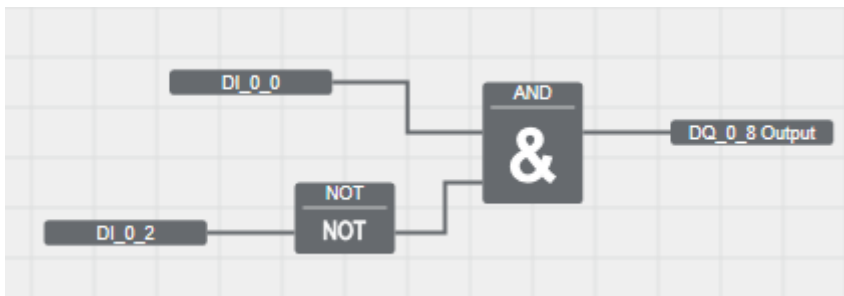 DI_0_0
AND
&
DQ_0_8 Output
NOT
NOT
DI_0_2